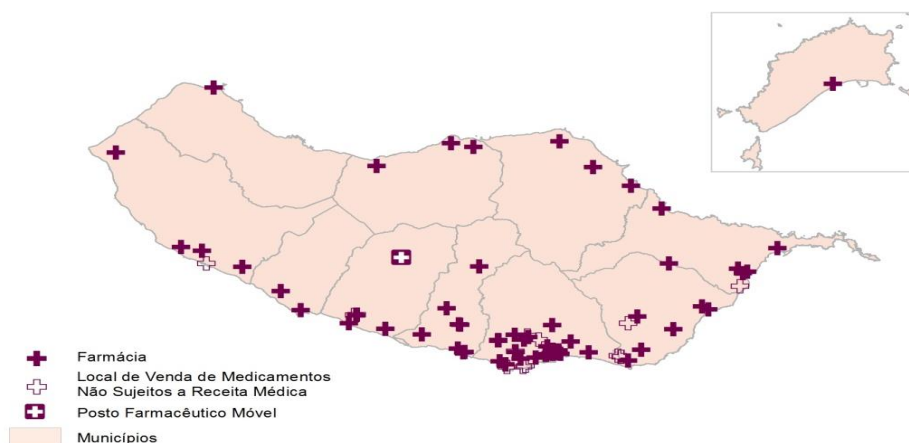 Farmácia
Local de Venda de Medicamentos
Não Sujeitos a Receita Médica
Posto Farmacêutico Móvel
Municípios